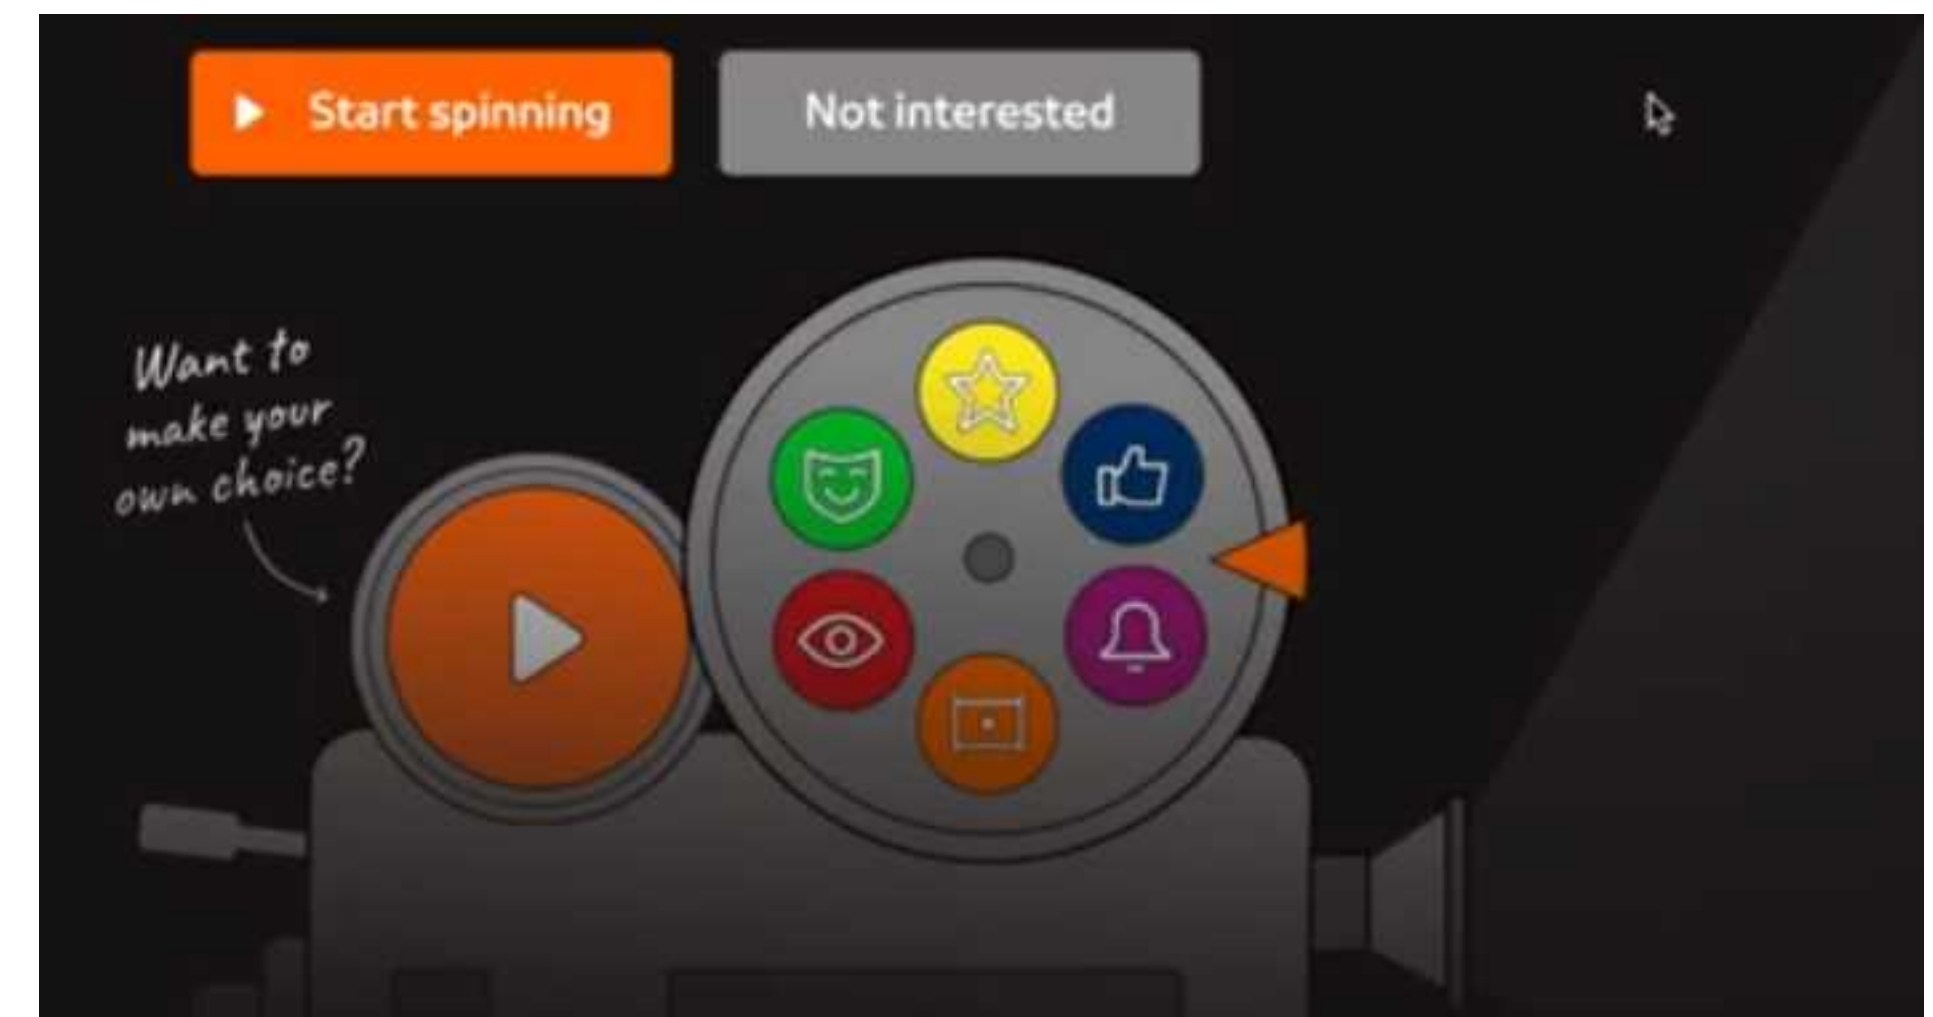 Start spinning
Not interested
Want to
make your
own choice?